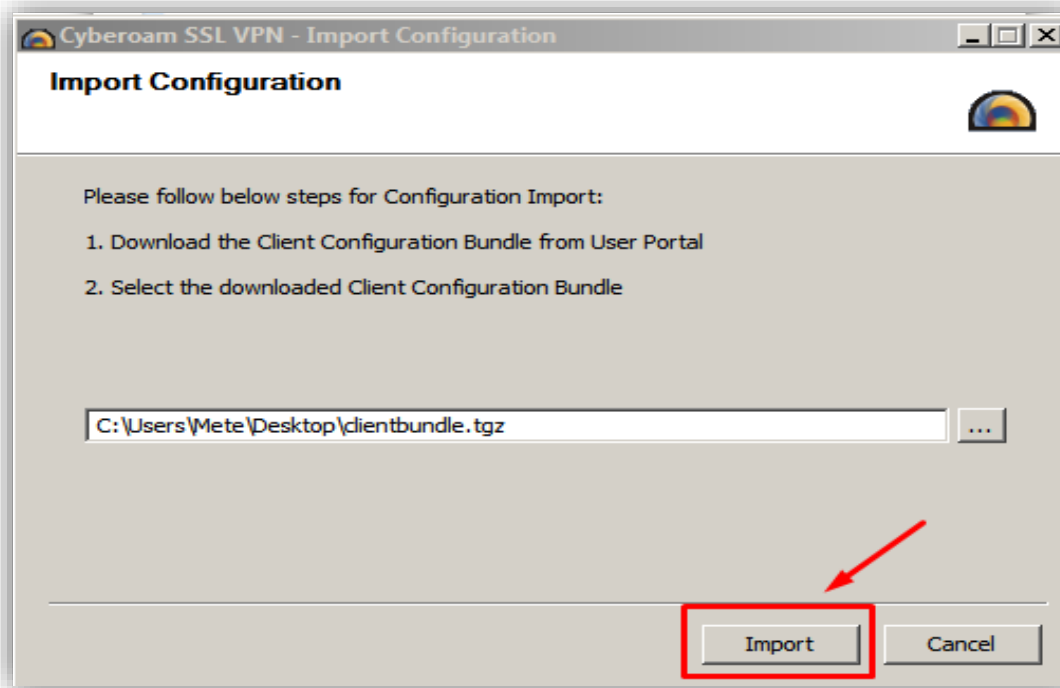 Cyberoam SSL VPN - Import Configuration
Import Configuration
Please follow below steps for Configuration Import:
1. Download the Client Configuration Bundle from User Portal
2. Select the downloaded Client Configuration Bundle
C:\Users\Mete\Desktop\clientbundle.tgz
...
Import
Cancel